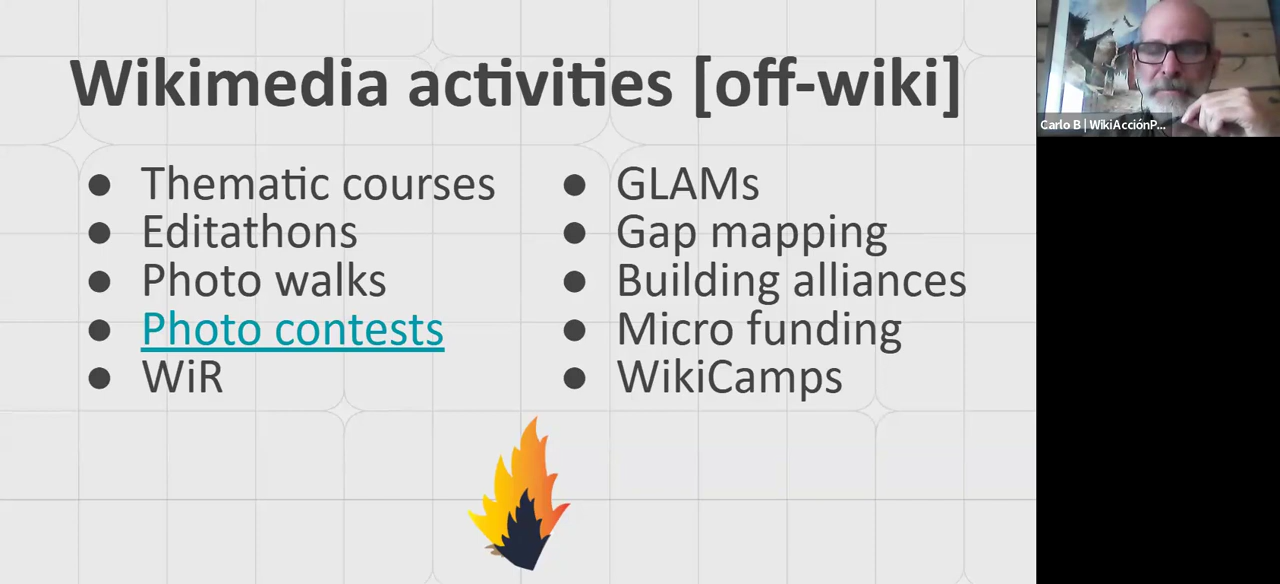 Wikimedia activities [off-wiki]
Thematic courses
Editathons
Photo walks
Photo contests
WiR
GLAMs
Gap mapping
Building alliances
Micro funding
WikiCamps
Carlo B | WikiAcciónP...